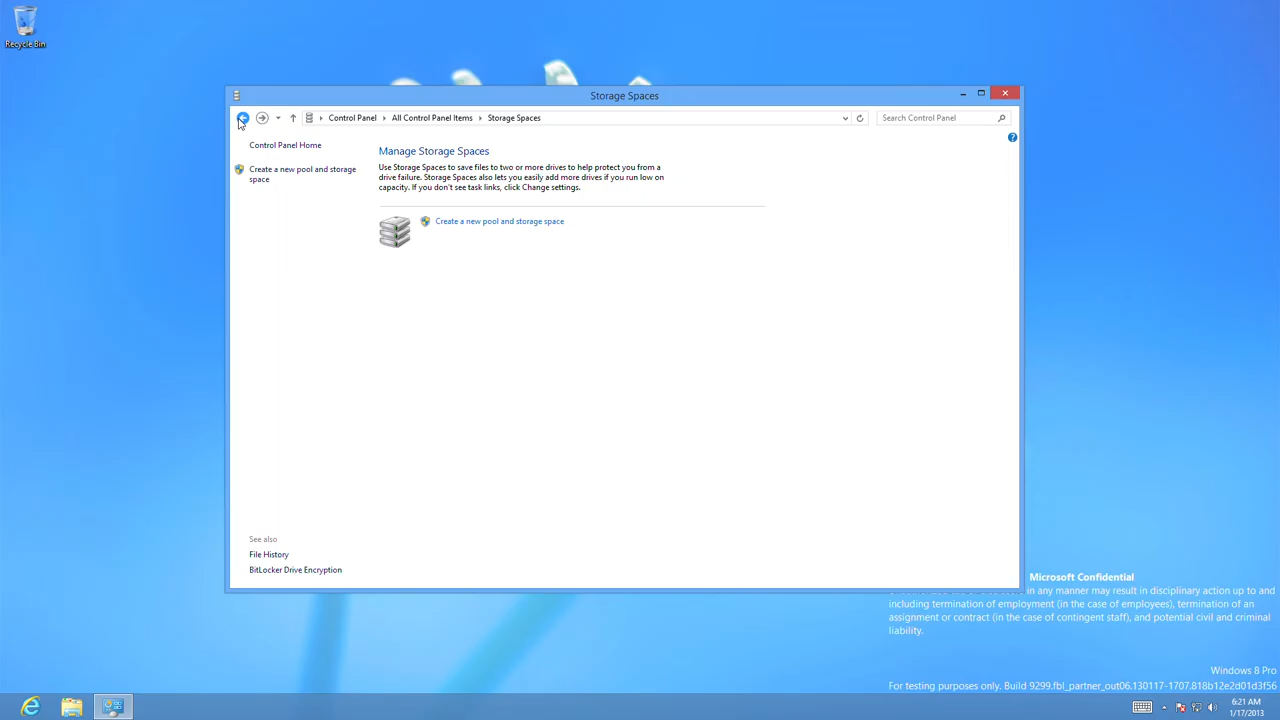 Recycle Bin
Storage Spaces
Control Panel
All Control Panel Items
Storage Spaces
Search Control Panel
Control Panel Home
Create a new pool and storage
space
Manage Storage Spaces
Use Storage Spaces to save files to two or more drives to help protect you from a
drive failure. Storage Spaces also lets you easily add more drives if you run low on
capacity. If you don't see task links, click Change settings.
Create a new pool and storage space
See also
File History
BitLocker Drive Encryption
Microsoft Confidential
in any manner may result in disciplinary action up to and
including termination of employment (in the case of employees), termination of an
assignment or contract (in the case of contingent staff), and potential civil and criminal
liability.
Windows 8 Pro
For testing purposes only. Build 9299.fbl_partner_out06.130117-1707.818b12e2d01d3f56
6:21 AM
1/17/2013